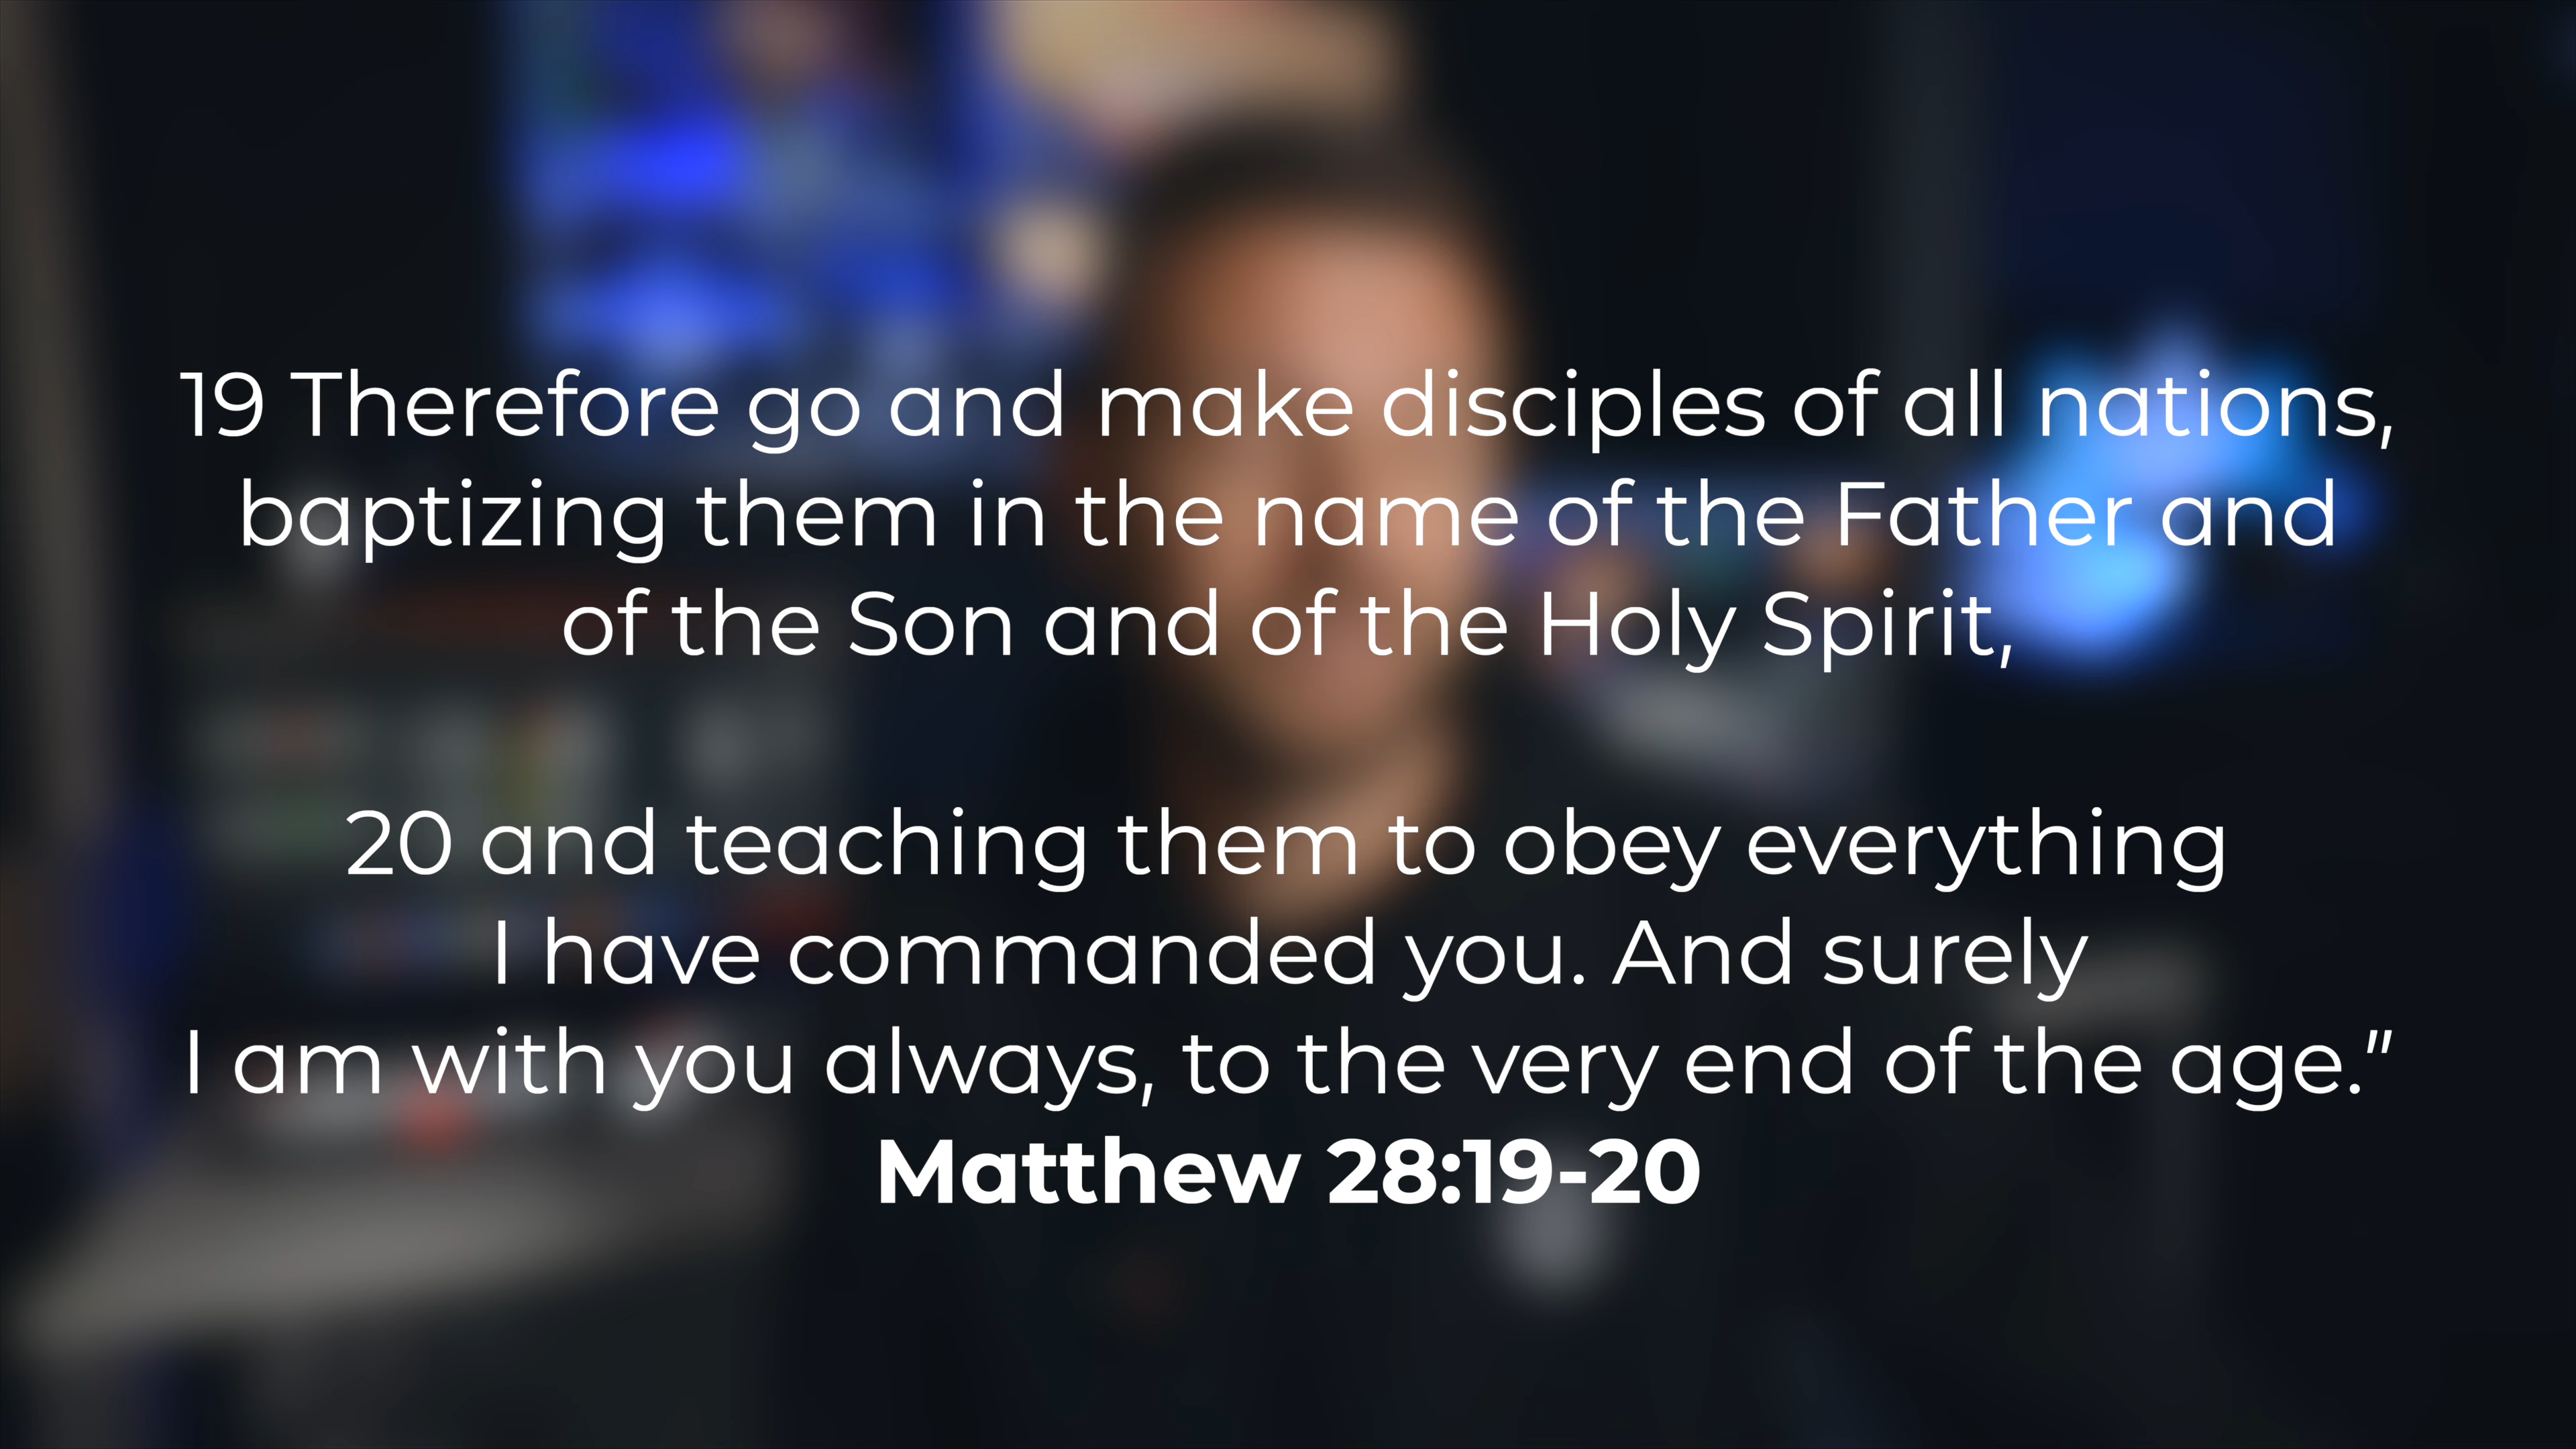 19 Therefore go and make disciples of all nations,
baptizing them in the name of the Father and
of the Son and of the Holy Spirit,
20 and teaching them to obey everything
I have commanded you. And surely
I am with you always, to the very end of the age.”
Matthew 28:19-20